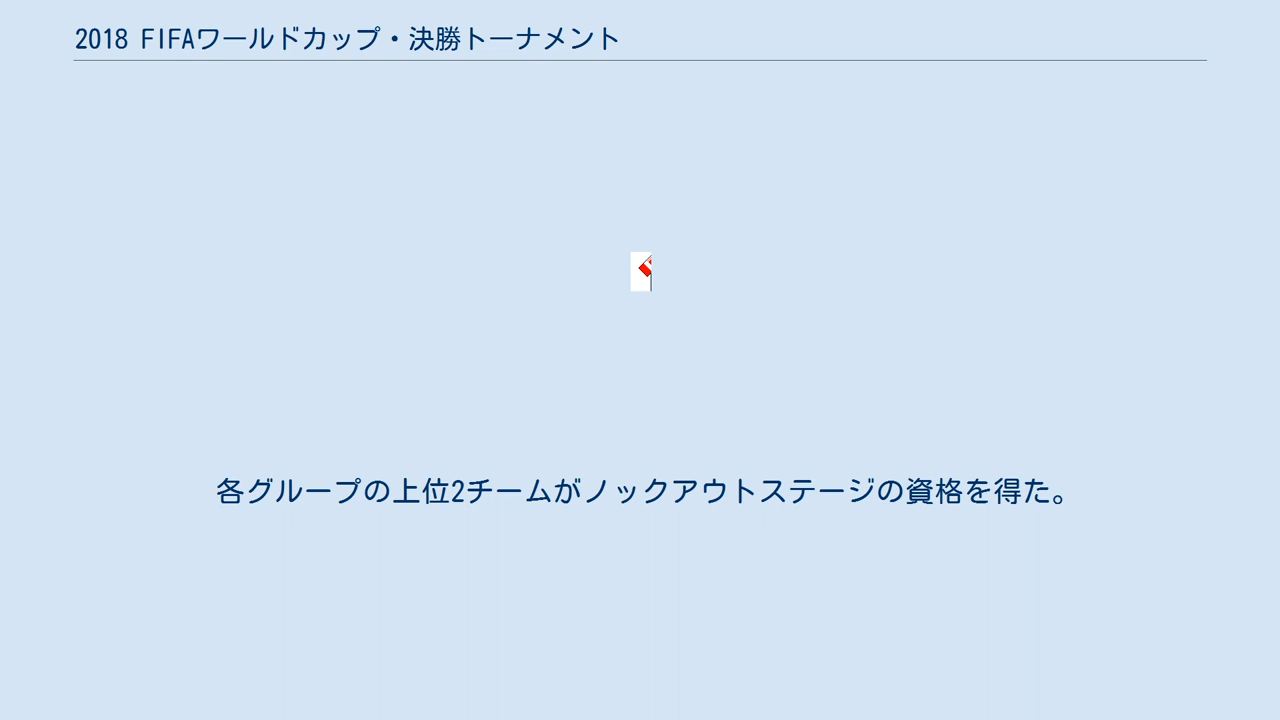 2018 FIFAワールドカップ・決勝トーナメント
各グループの上位2チームがノックアウトステージの資格を得た。